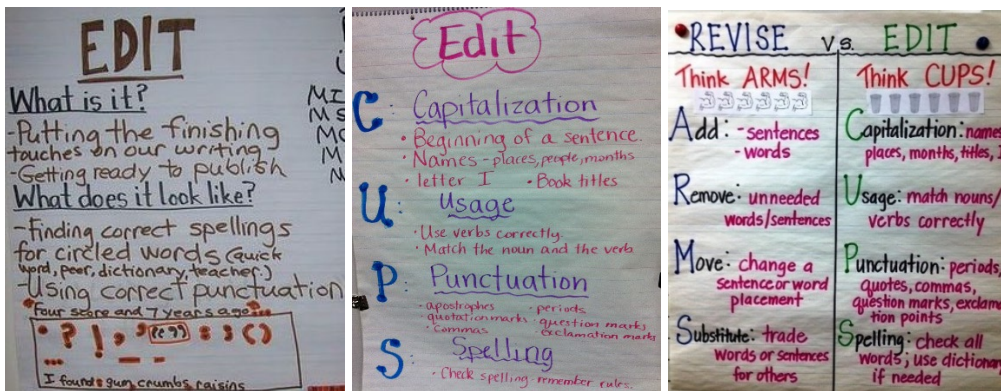 EDIT
What is it?
-Putting the finishing
touches on our writing
-Getting ready to publish
What does it look like?
-Finding correct spellings
for circled words (quick
word, peer, dictionary, teacher.)
-Using correct punctuation
four score and 7 years ago...
. ? ! , ’ (" ") : ; ()
... — —
I found: gum, crumbs, raisins
MI
MS
Edit
C: Capitalization
• Beginning of a sentence.
• Names - places, people, months
• letter I • Book titles
U: Usage
• Use verbs correctly.
• Match the noun and the verb
P: Punctuation
-apostrophes • periods
•quotation marks • question marks
• commas • exclamation marks
S: Spelling
• Check spelling - remember rules.
REVISE vs. EDIT
Think ARMS!
Add: - sentences
- words
Remove: unneeded
words/sentences
Move: change a
sentence or word
placement
Substitute: trade
words or sentences
for others
Think CUPS!
Capitalization: names
places, months, titles, I
Usage: match nouns/
verbs correctly
Punctuation: periods
quotes, commas,
question marks, exclama
tion points
Spelling: check all
words; use dictionar
if needed